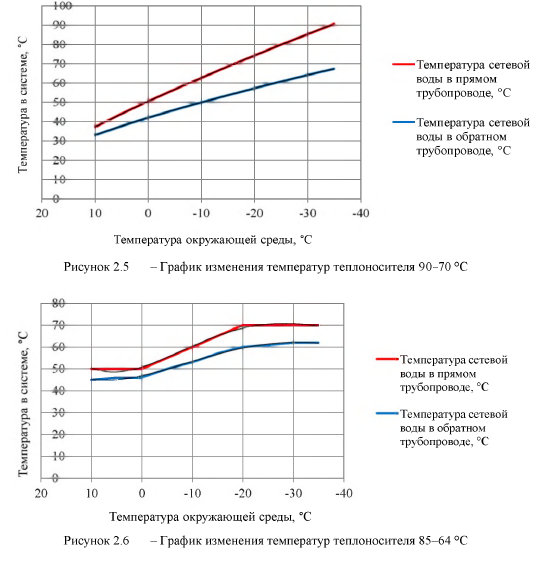 100
90
80
70
60
50
40
30
20
10
0
20 10 0 -10 -20 -30 -40
Температура в системе, °С
Температура окружающей среды, °С
Температура сетевой
воды в прямом
трубопроводе, °С
Температура сетевой
воды в обратном
трубопроводе, °С
Рисунок 2.5 – График изменения температур теплоносителя 90–70 °С
80
70
60
50
40
30
20
10
0
20 10 0 -10 -20 -30 -40
Температура в системе, °С
Температура окружающей среды, °С
Температура сетевой
воды в прямом
трубопроводе, °С
Температура сетевой
воды в обратном
трубопроводе, °С
Рисунок 2.6 – График изменения температур теплоносителя 85–64 °С